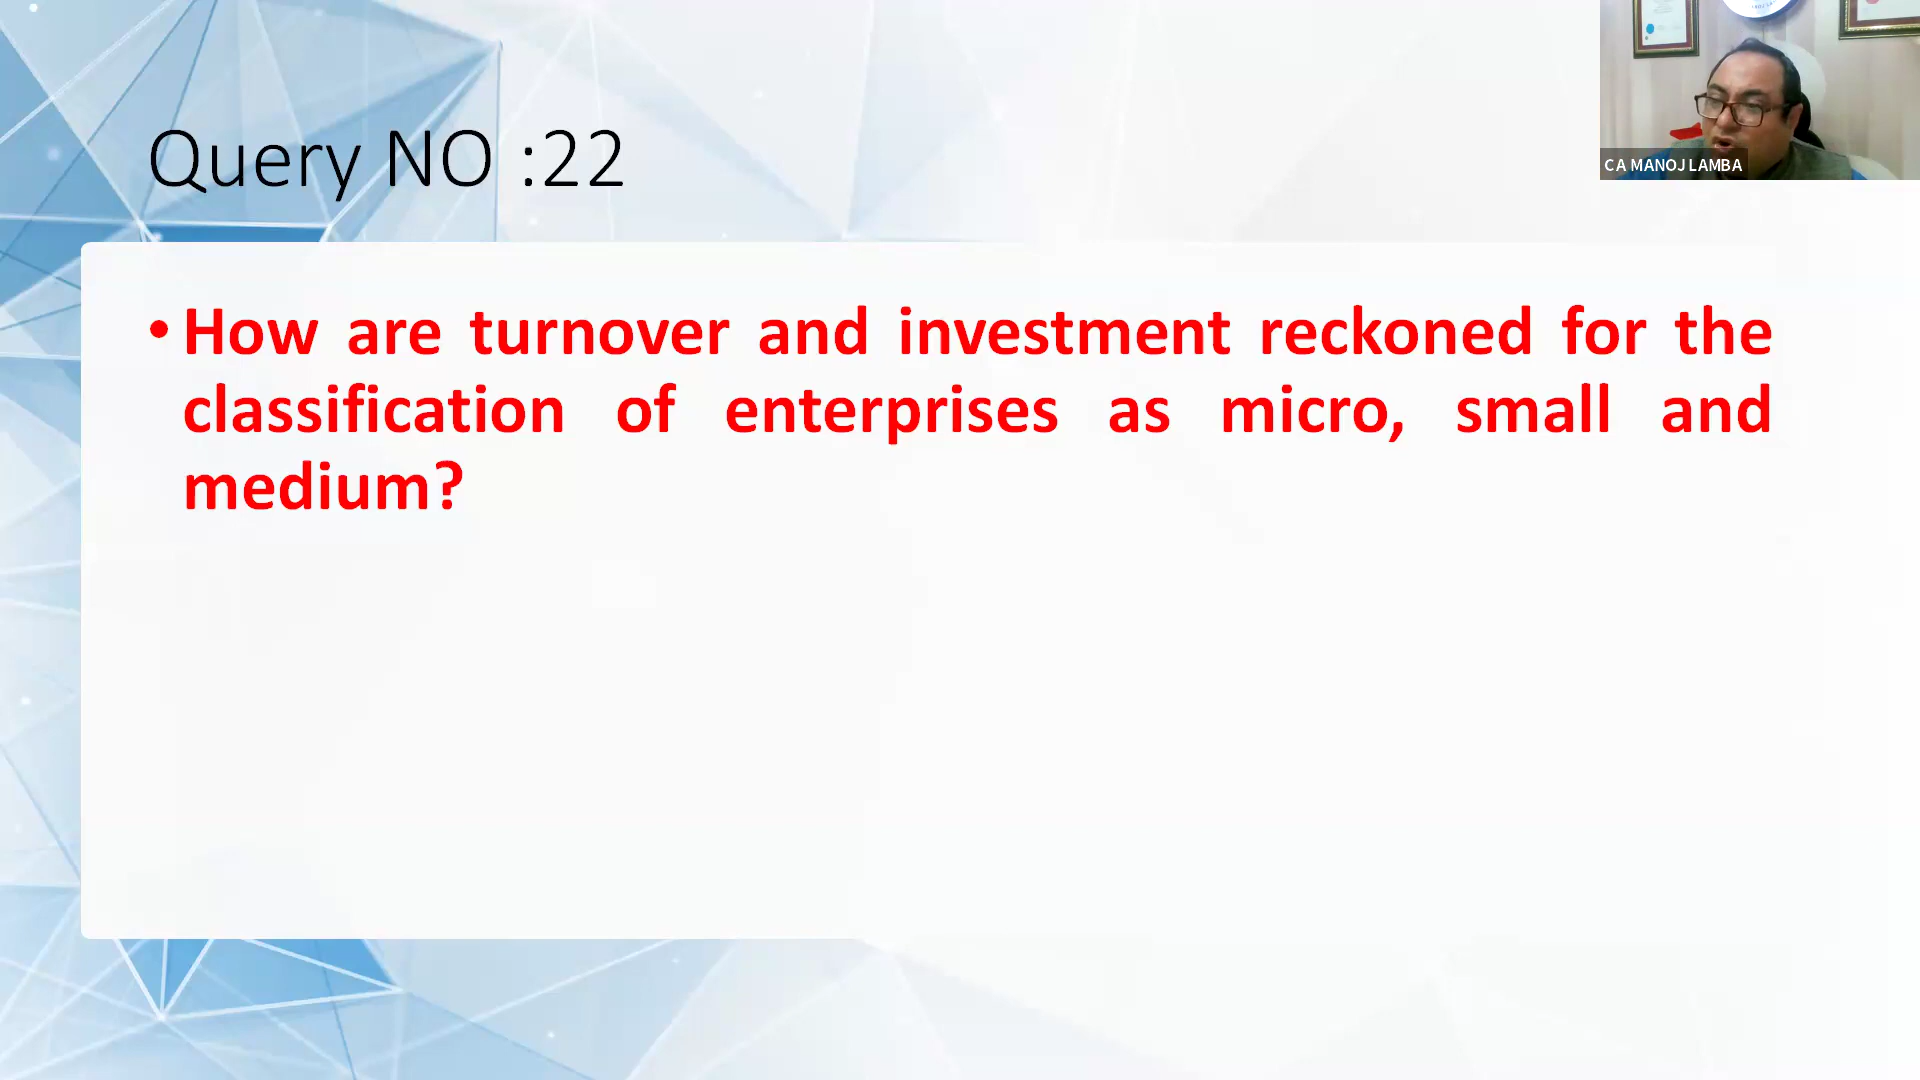 Query NO :22
• How are turnover and investment reckoned for the
classification of enterprises as micro, small and
medium?
CA MANOJ LAMBA